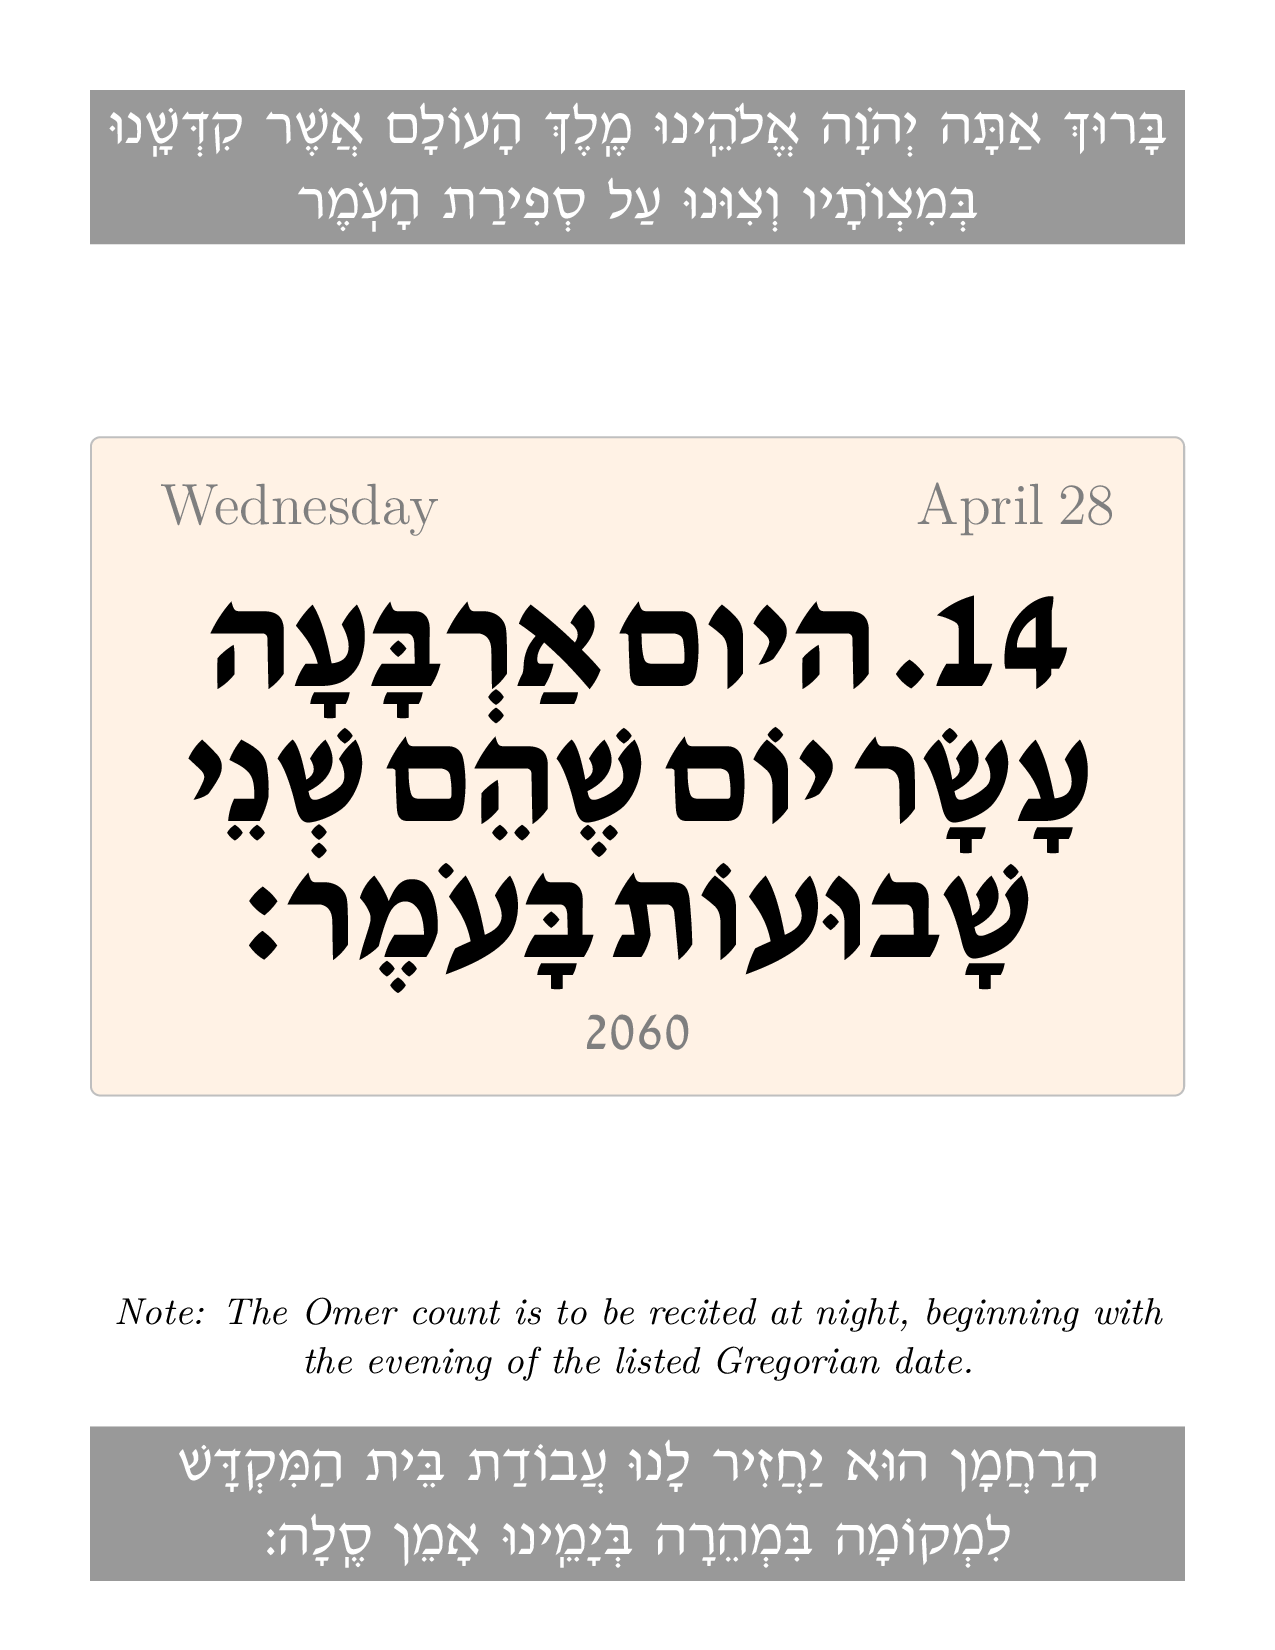 בָּרוּךְ אַתָּה יְהֹוָה אֱלֹהֵֽינוּ מֶֽלֶךְ הָעוֹלָם אֲשֶׁר קִדְּשָֽׁנוּ
בְּמִצְוֹתָיו וְצִוּנוּ עַל סְפִירַת הָעֹֽמֶר
Wednesday April 28
14. היום אַרְבָּעָה
עָשָׂר יוֹם שֶׁהֵם שְׁנֵי
שָׁבוּעוֹת בָּעֹמֶר:
2060
Note: The Omer count is to be recited at night, beginning with
the evening of the listed Gregorian date.
הָרַחֲמָן הוּא יַחֲזִיר לָנוּ עֲבוֹדַת בֵּית הַמִּקְדָּשׁ
לִמְקוֹמָהּ בִּמְהֵרָה בְּיָמֵֽינוּ אָמֵן סֶֽלָה: